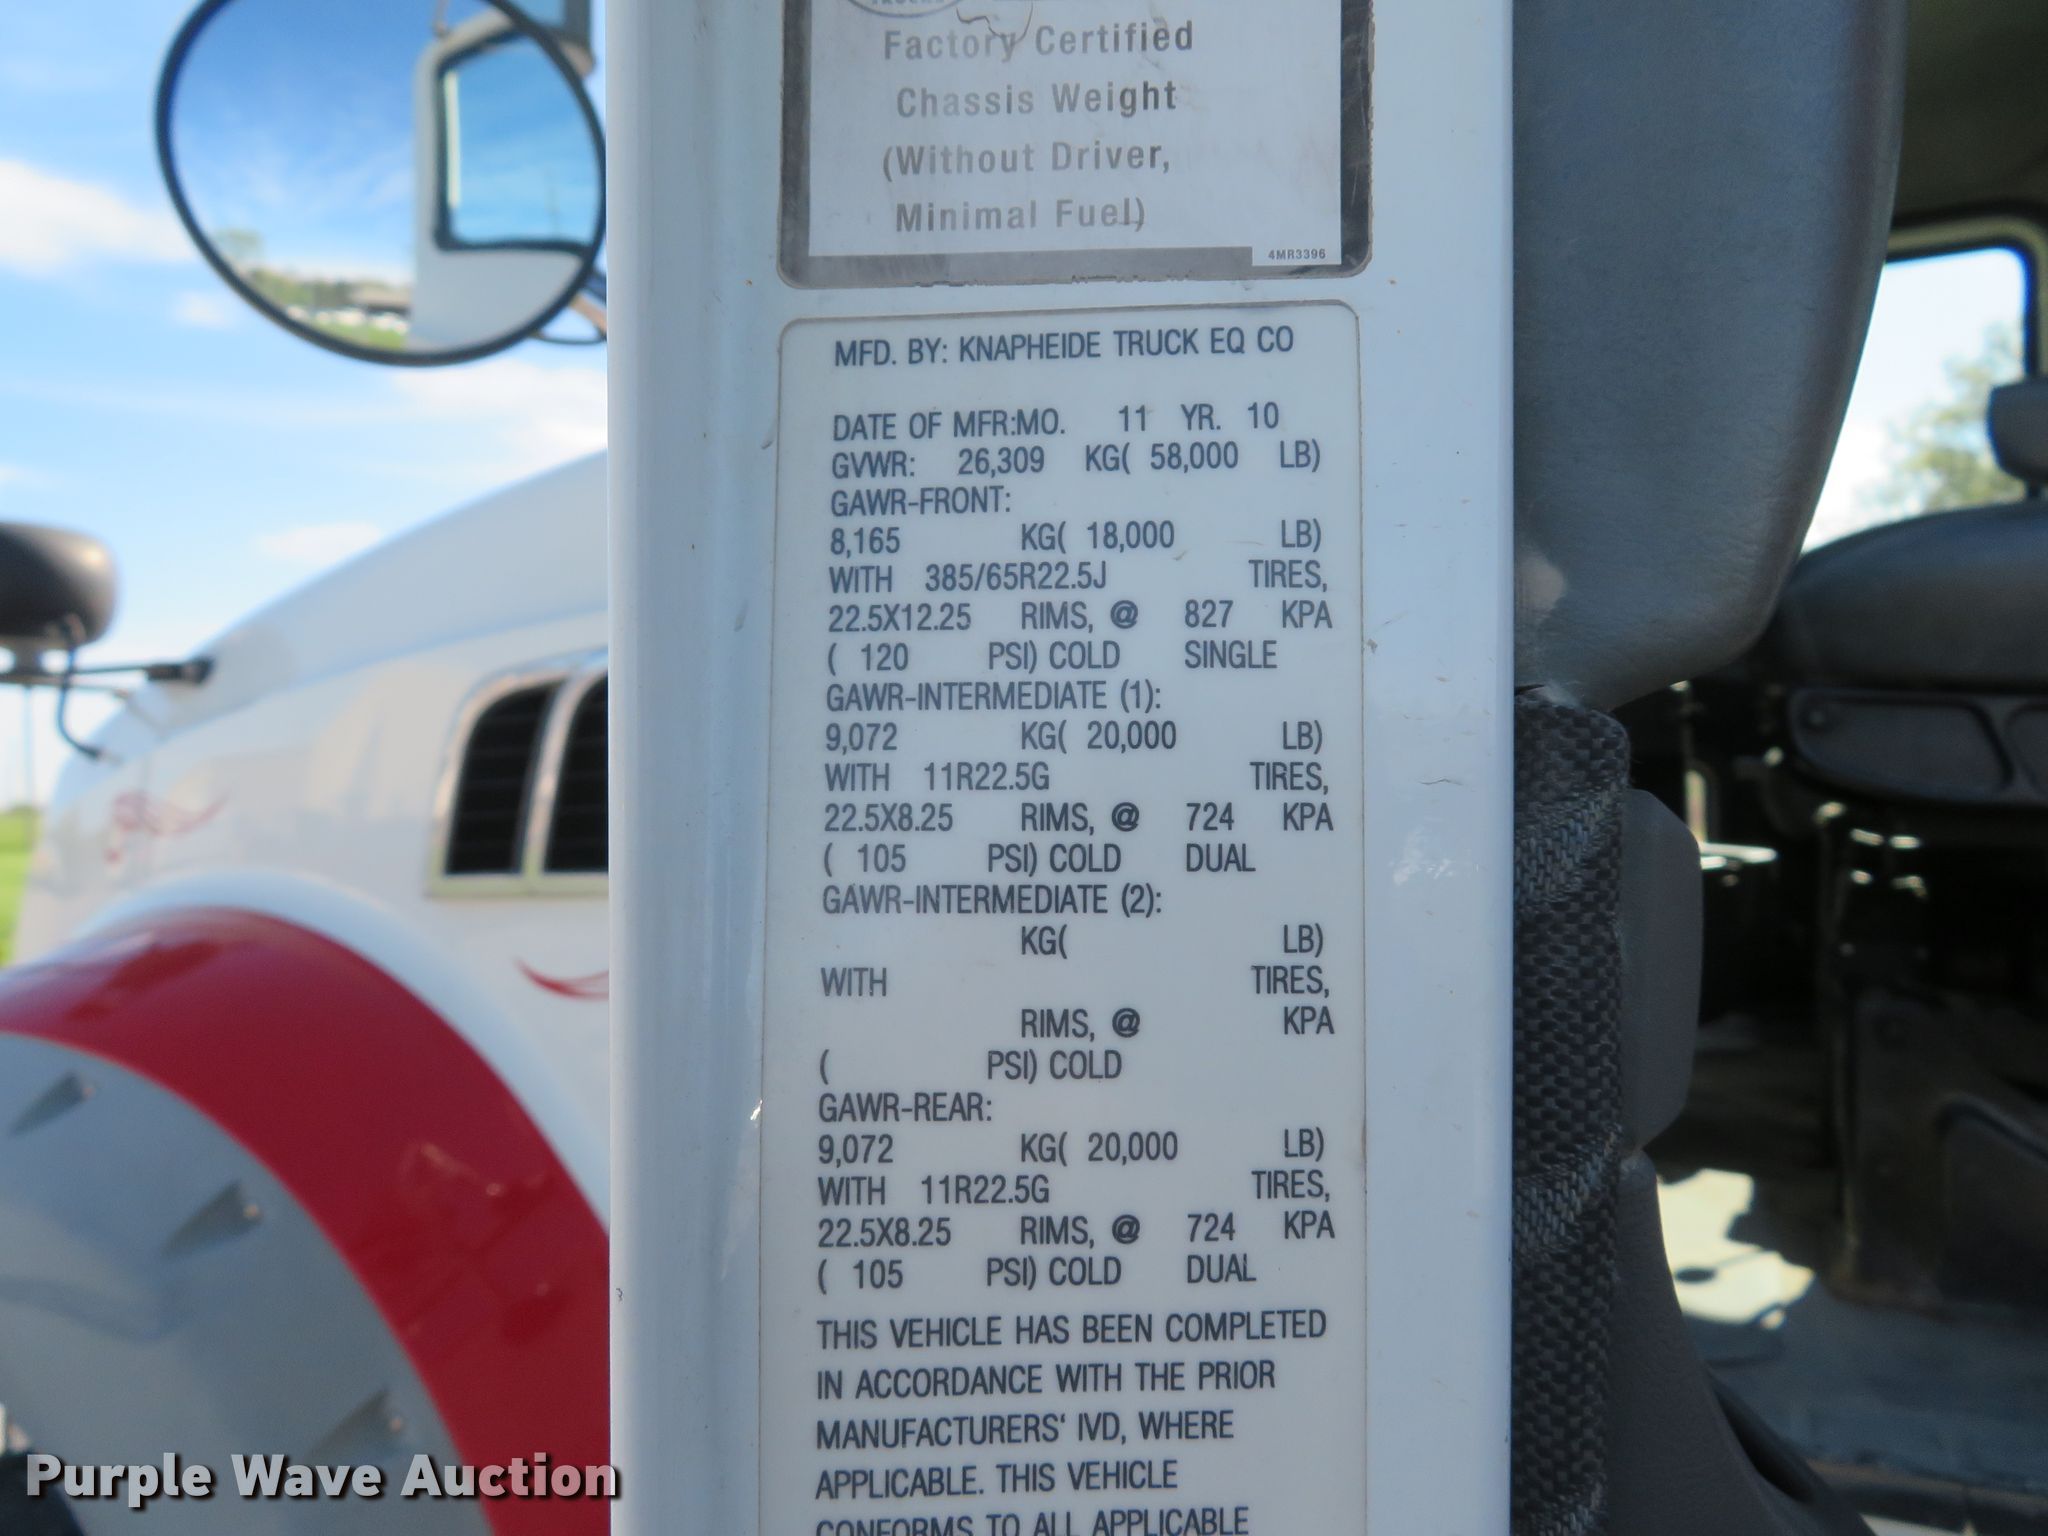 Factory Certified
Chassis Weight
(Without Driver,
Minimal Fuel)
4MR3396
MFD. BY: KNAPHEIDE TRUCK EQ CO
DATE OF MFR:MO. 11 YR. 10
GVWR: 26,309 KG( 58,000 LB)
GAWR-FRONT:
8,165 KG( 18,000 LB)
WITH 385/65R22.5J TIRES,
22.5X12.25 RIMS, @ 827 KPA
( 120 PSI) COLD SINGLE
GAWR-INTERMEDIATE (1):
9,072 KG( 20,000 LB)
WITH 11R22.5G TIRES,
22.5X8.25 RIMS, @ 724 KPA
( 105 PSI) COLD DUAL
GAWR-INTERMEDIATE (2):
KG( LB)
WITH TIRES,
RIMS, @ KPA
( PSI) COLD
GAWR-REAR:
9,072 KG( 20,000 LB)
WITH 11R22.5G TIRES,
22.5X8.25 RIMS, @ 724 KPA
( 105 PSI) COLD DUAL
THIS VEHICLE HAS BEEN COMPLETED
IN ACCORDANCE WITH THE PRIOR
MANUFACTURERS' IVD, WHERE
APPLICABLE. THIS VEHICLE
CONFORMS TO ALL APPLICABLE
Purple Wave Auction